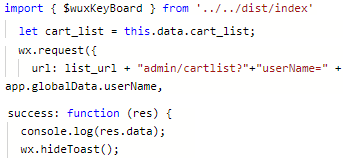 import { $wuxKeyBoard } from '../../dist/index'
let cart_list = this.data.cart_list;
wx.request({
url: list_url + "admin/cartlist?"+"userName=" +
app.globalData.userName,
success: function (res) {
console.log(res.data);
wx.hideToast();